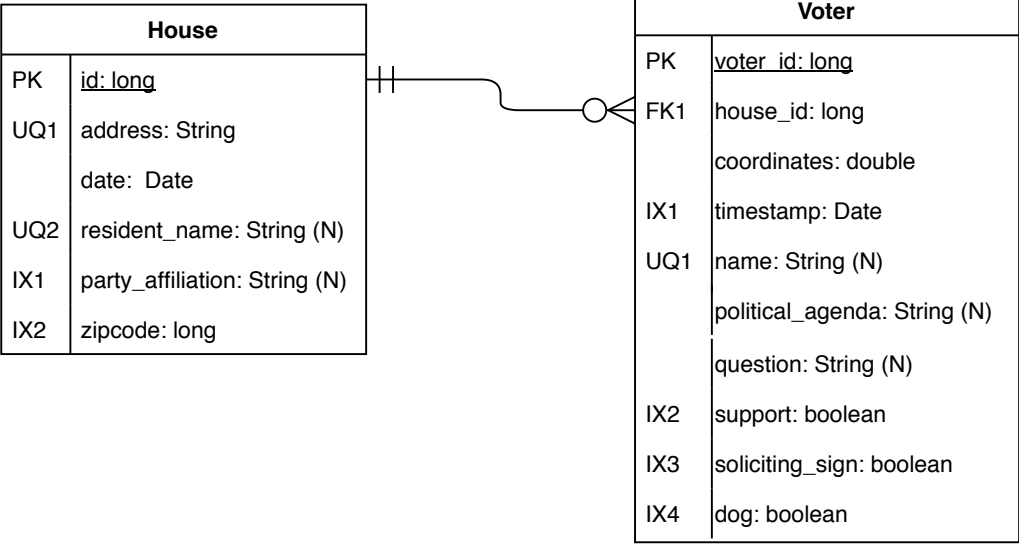 House
PK id: long
UQ1 address: String
date:  Date
UQ2 resident_name: String (N)
IX1 party_affiliation: String (N)
IX2 zipcode: long
Voter
PK voter_id: long
FK1 house_id: long
coordinates: double
IX1 timestamp: Date
UQ1 name: String (N)
political_agenda: String (N)
question: String (N)
IX2 support: boolean
IX3 soliciting_sign: boolean
IX4 dog: boolean